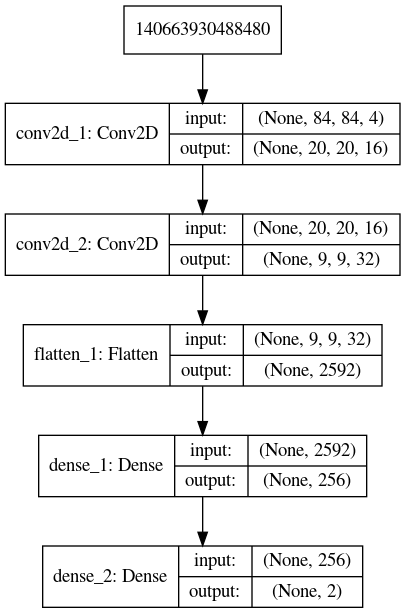 140663930488480
conv2d_1: Conv2D
input:
(None, 84, 84, 4)
output:
(None, 20, 20, 16)
conv2d_2: Conv2D
input:
(None, 20, 20, 16)
output:
(None, 9, 9, 32)
flatten_1: Flatten
input:
(None, 9, 9, 32)
output:
(None, 2592)
dense_1: Dense
input:
(None, 2592)
output:
(None, 256)
dense_2: Dense
input:
(None, 256)
output:
(None, 2)